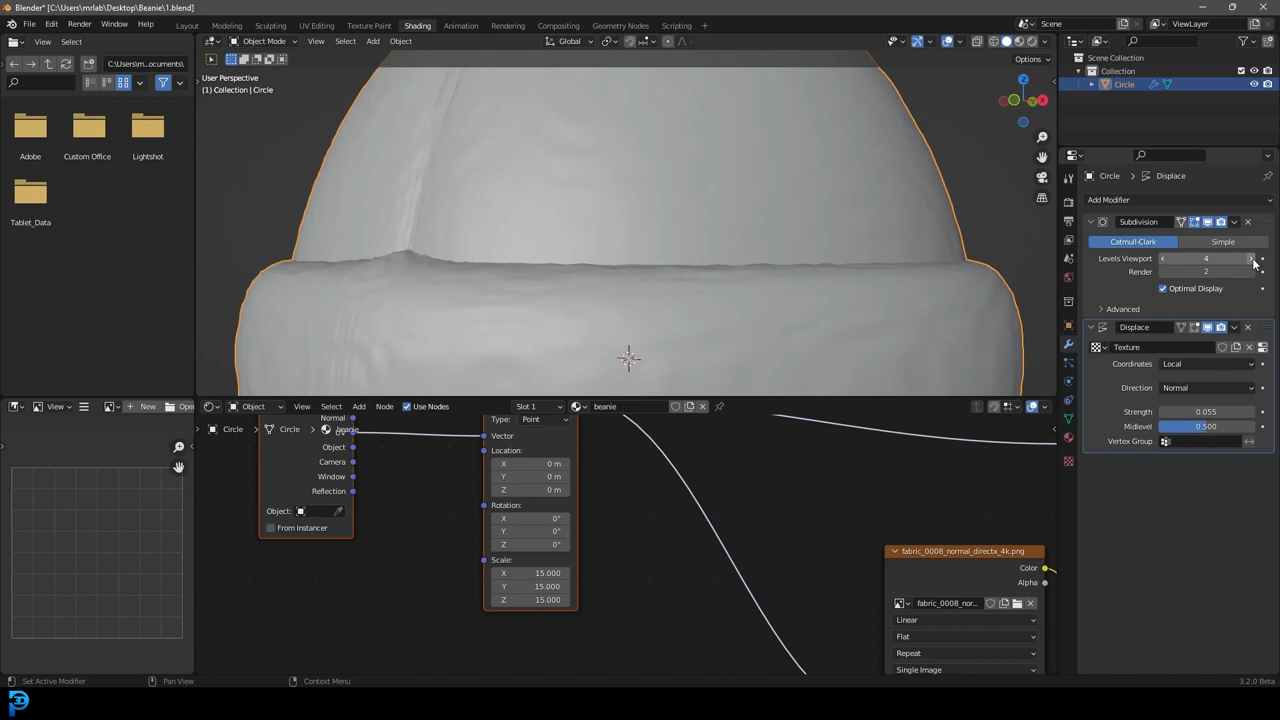 Blender* [C:\Users\mrlab\Desktop\Beanie\1.blend]
File Edit Render Window Help Layout Modeling Sculpting UV Editing Texture Paint Shading Animation Rendering Compositing Geometry Nodes Scripting + Scene ViewLayer
View Select Object Mode View Select Add Object Global
C:\Users\m...ocuments\ Options
User Perspective
(1) Collection | Circle
Adobe Custom Office Lightshot
Tablet_Data
Scene Collection
Collection
Circle
Circle > Displace
Add Modifier
Subdivision
Catmull-Clark Simple
Levels Viewport 4
Render 2
Optimal Display
Advanced
Displace
Texture
Coordinates Local
Direction Normal
Strength 0.055
Midlevel 0.500
Vertex Group
View + New Open
Object View Select Add Node Use Nodes Slot 1 beanie
Circle > Circle > beanie
Normal
UV
Object
Camera
Window
Reflection
Object:
From Instancer
Type: Point
Vector
Location:
X 0 m
Y 0 m
Z 0 m
Rotation:
X 0°
Y 0°
Z 0°
Scale:
X 15.000
Y 15.000
Z 15.000
fabric_0008_normal_directx_4k.png
Color
Alpha
fabric_0008_nor...
Linear
Flat
Repeat
Single Image
Set Active Modifier Pan View Context Menu 3.2.0 Beta